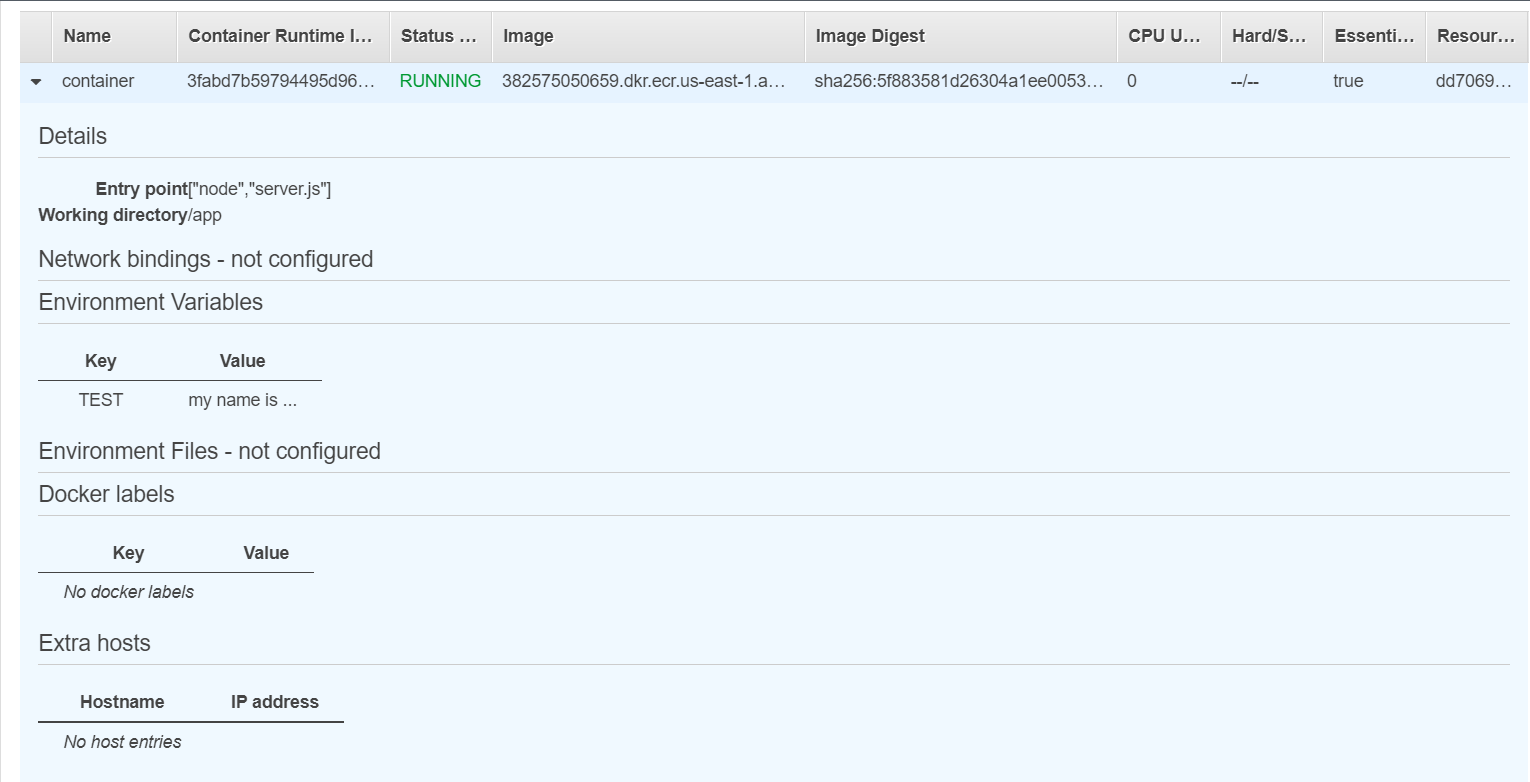 Name Container Runtime I... Status ... Image Image Digest CPU U... Hard/S... Essenti... Resour...
container 3fabd7b59794495d96... RUNNING 382575050659.dkr.ecr.us-east-1.a... sha256:5f883581d26304a1ee0053... 0 --/-- true dd7069...
Details
Entry point["node","server.js"]
Working directory/app
Network bindings - not configured
Environment Variables
Key Value
TEST my name is ...
Environment Files - not configured
Docker labels
Key Value
No docker labels
Extra hosts
Hostname IP address
No host entries